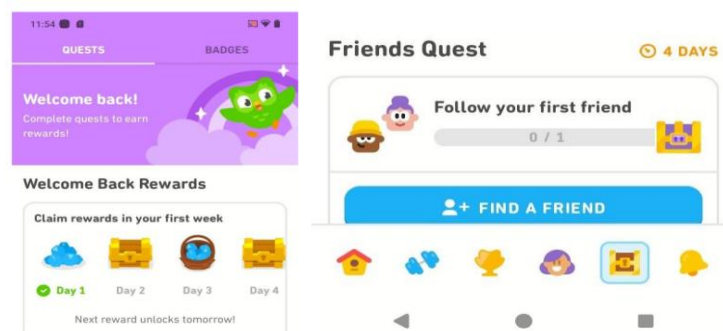 11:54
QUESTS
BADGES
Welcome back!
Complete quests to earn
rewards!
Welcome Back Rewards
Claim rewards in your first week
Day 1
Day 2
Day 3
Day 4
Next reward unlocks tomorrow!
Friends Quest
4 DAYS
Follow your first friend
0 / 1
FIND A FRIEND